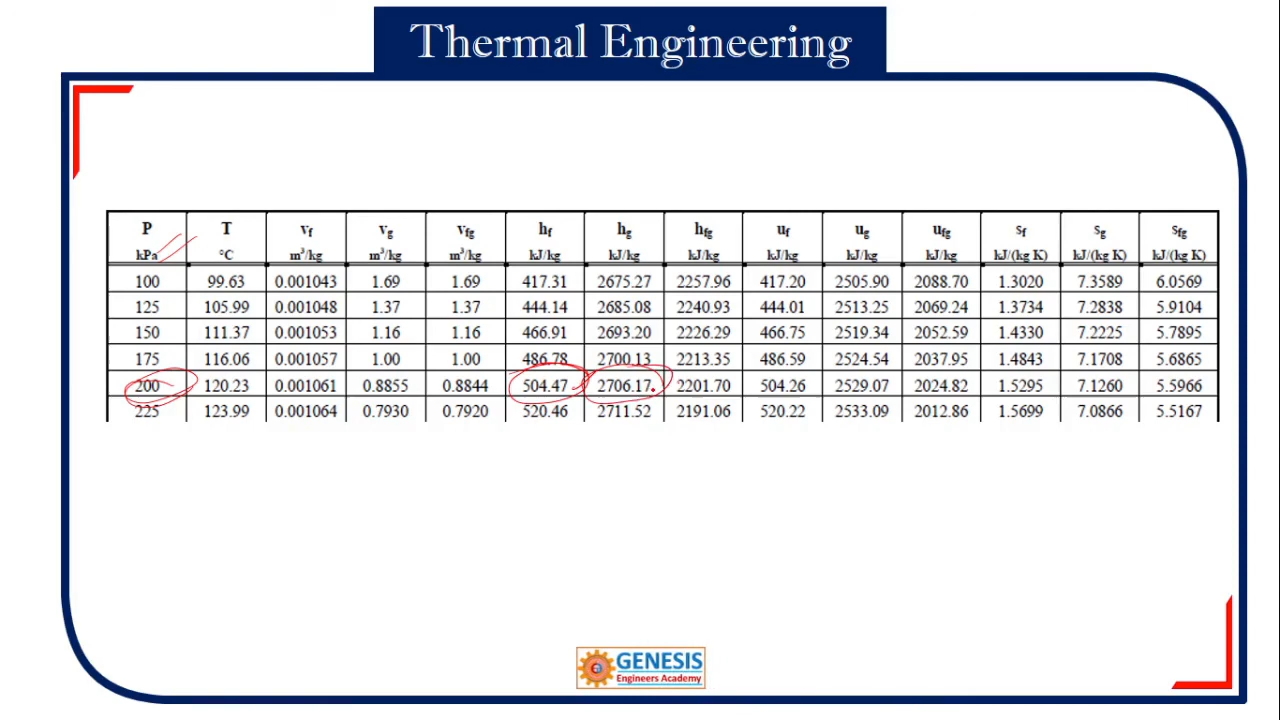 Thermal Engineering
P T vf vg vfg hf hg hfg uf ug ufg sf sg sfg
kPa °C m³/kg m³/kg m³/kg kJ/kg kJ/kg kJ/kg kJ/kg kJ/kg kJ/kg kJ/(kg K) kJ/(kg K) kJ/(kg K)
100 99.63 0.001043 1.69 1.69 417.31 2675.27 2257.96 417.20 2505.90 2088.70 1.3020 7.3589 6.0569
125 105.99 0.001048 1.37 1.37 444.14 2685.08 2240.93 444.01 2513.25 2069.24 1.3734 7.2838 5.9104
150 111.37 0.001053 1.16 1.16 466.91 2693.20 2226.29 466.75 2519.34 2052.59 1.4330 7.2225 5.7895
175 116.06 0.001057 1.00 1.00 486.78 2700.13 2213.35 486.59 2524.54 2037.95 1.4843 7.1708 5.6865
200 120.23 0.001061 0.8855 0.8844 504.47 2706.17 2201.70 504.26 2529.07 2024.82 1.5295 7.1260 5.5966
225 123.99 0.001064 0.7930 0.7920 520.46 2711.52 2191.06 520.22 2533.09 2012.86 1.5699 7.0866 5.5167
GENESIS
Engineers Academy